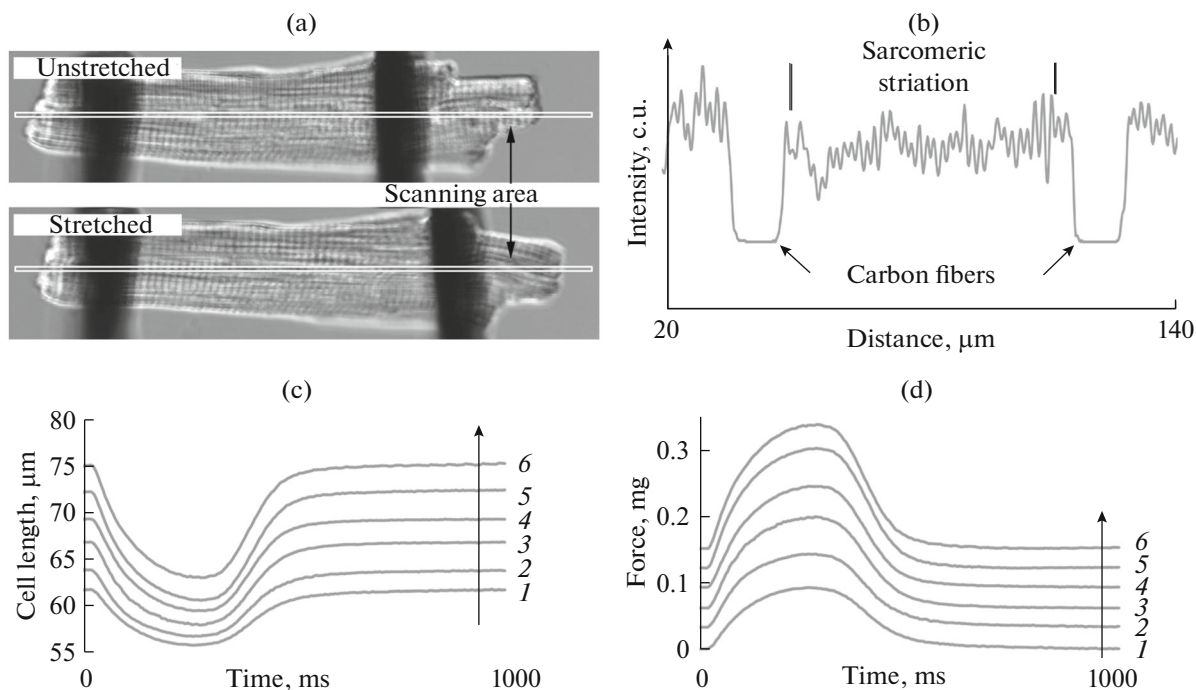 (a)
Unstretched
Scanning area
Stretched
(b)
Sarcomeric
striation
Intensity, c.u.
Carbon fibers
20
140
Distance, μm
(c)
Cell length, μm
80
75
70
65
60
55
6
5
4
3
2
1
0
Time, ms
1000
(d)
Force, mg
0.3
0.2
0.1
0
6
5
4
3
2
1
0
Time, ms
1000